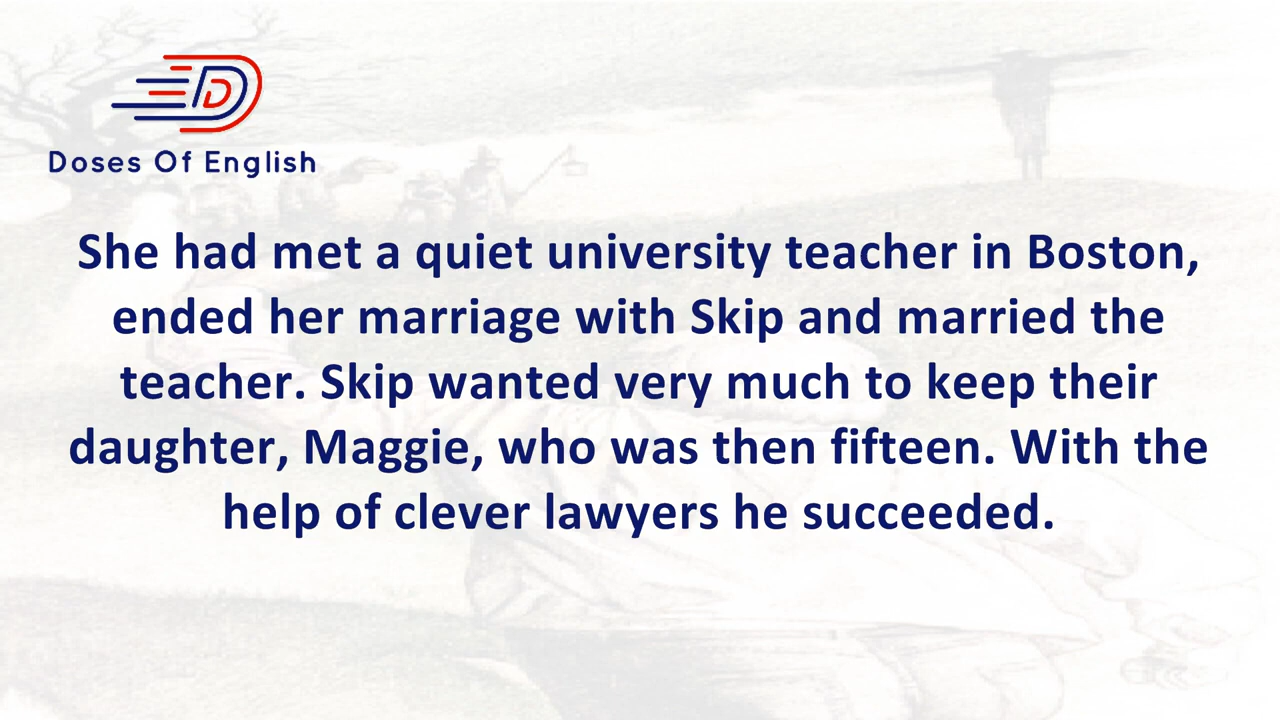 Doses Of English
She had met a quiet university teacher in Boston,
ended her marriage with Skip and married the
teacher. Skip wanted very much to keep their
daughter, Maggie, who was then fifteen. With the
help of clever lawyers he succeeded.